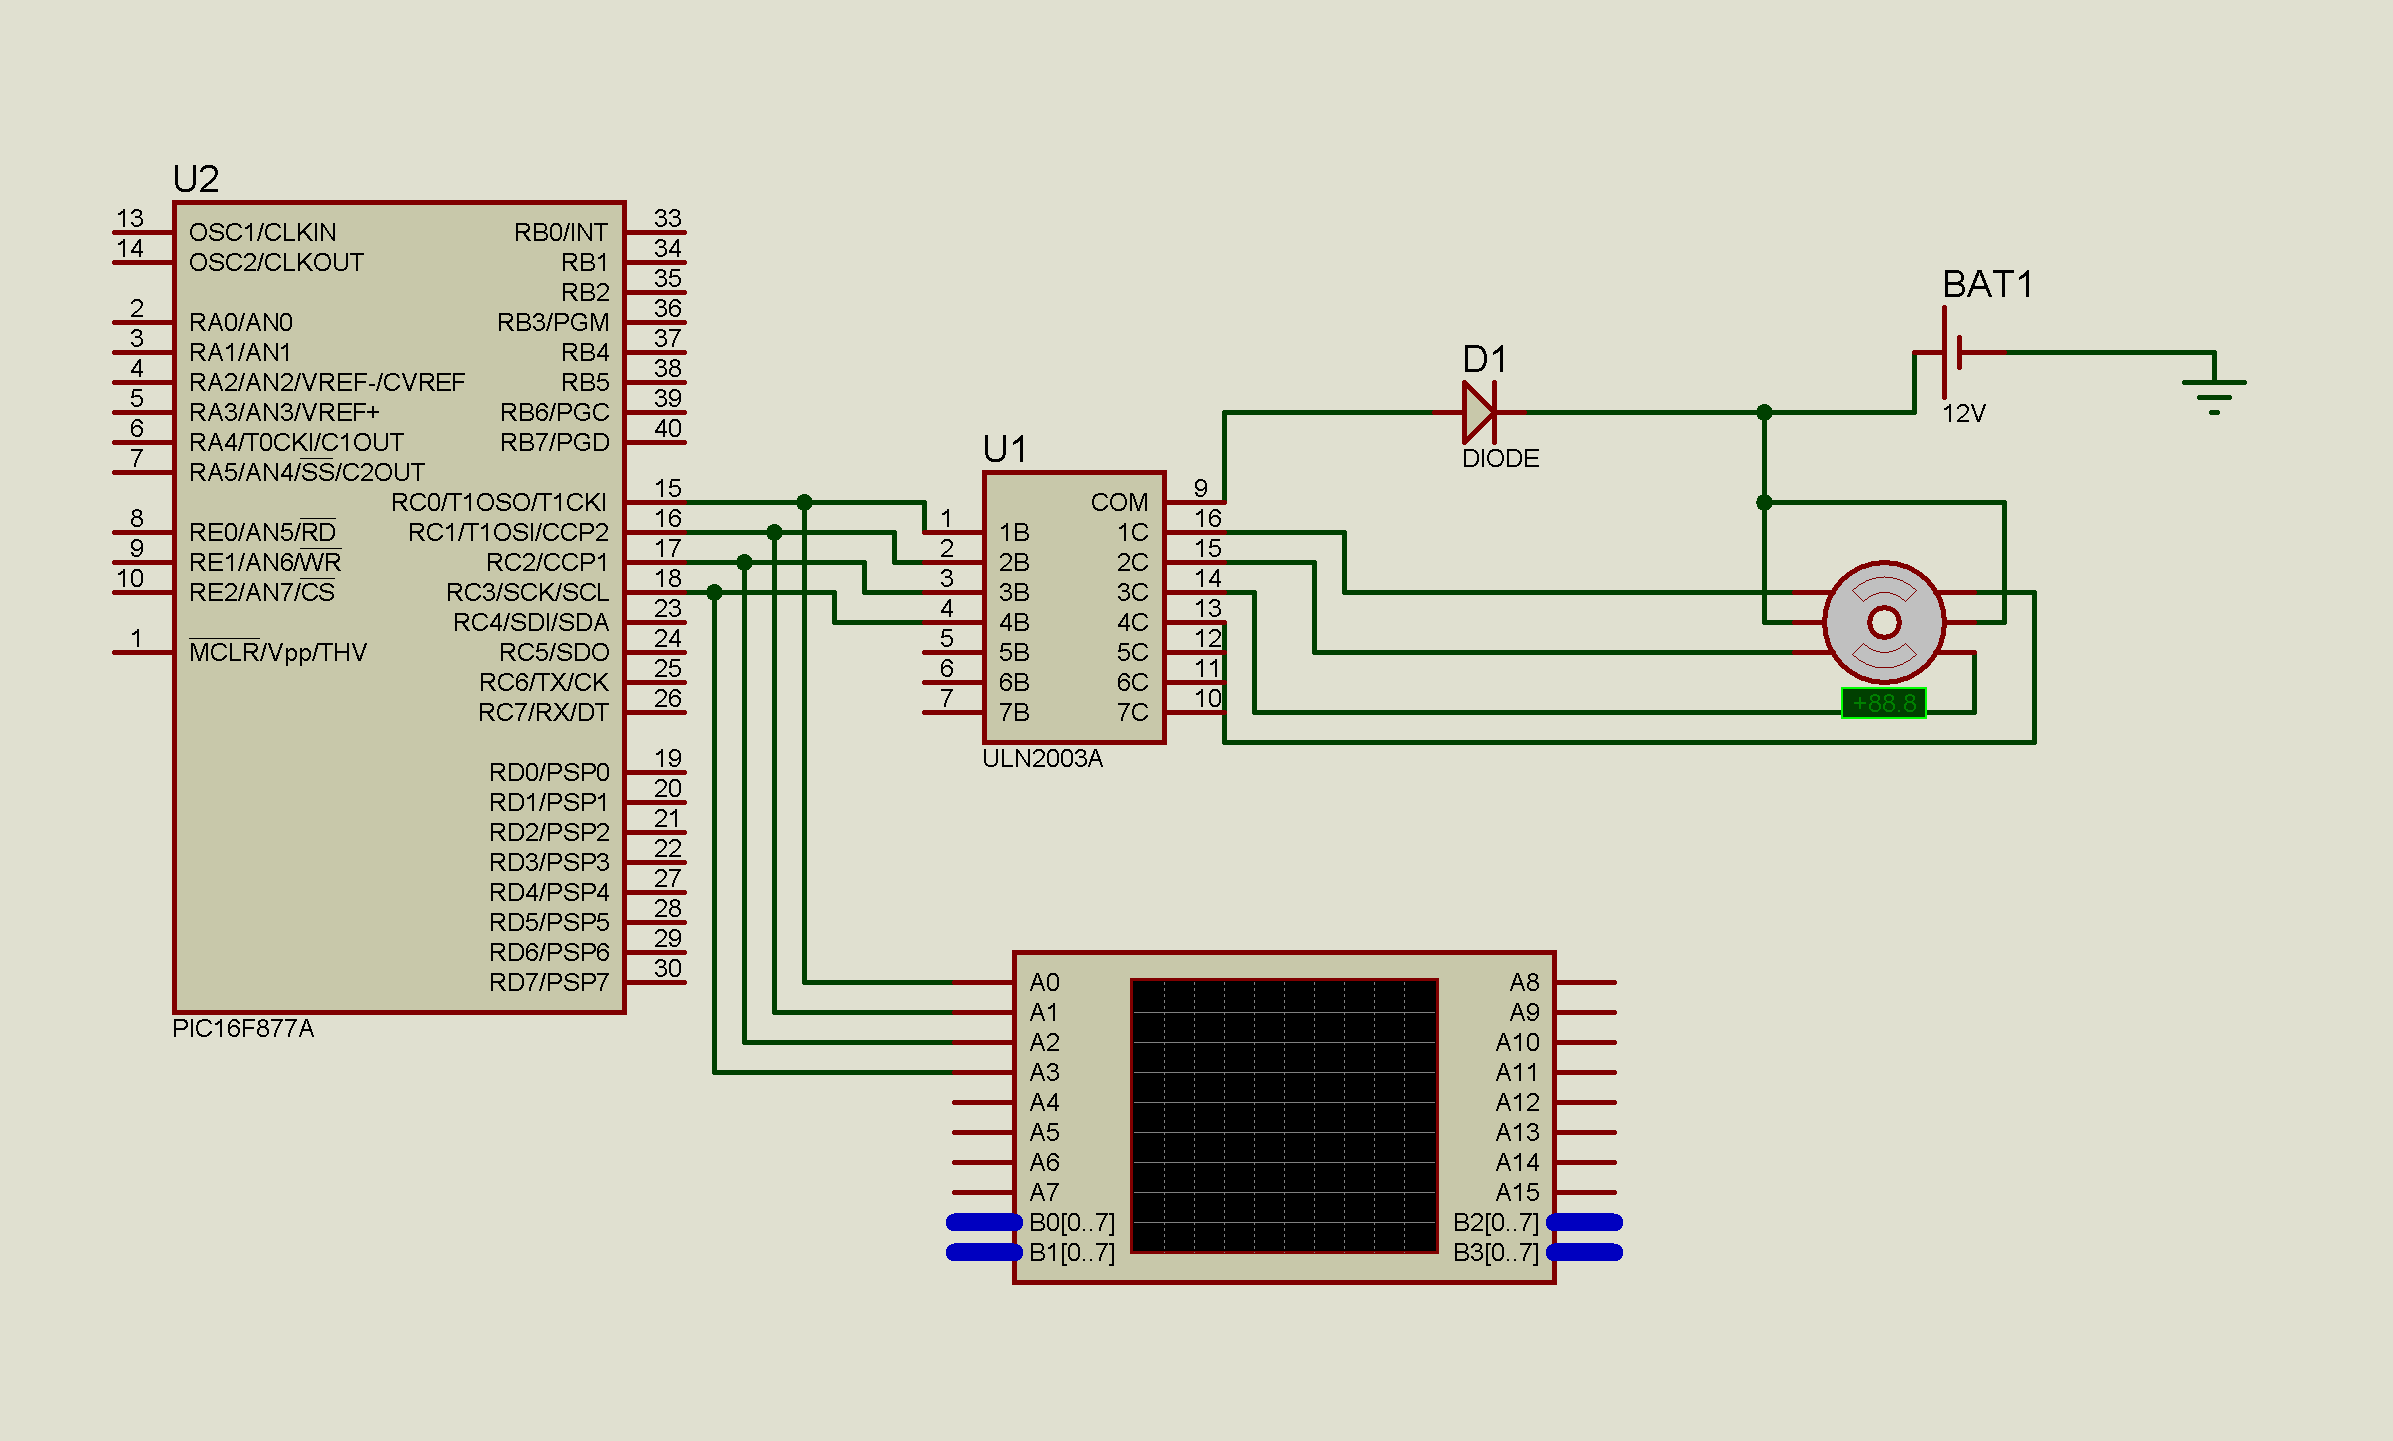 U2
13 OSC1/CLKIN
14 OSC2/CLKOUT
2 RA0/AN0
3 RA1/AN1
4 RA2/AN2/VREF-/CVREF
5 RA3/AN3/VREF+
6 RA4/T0CKI/C1OUT
7 RA5/AN4/SS/C2OUT
8 RE0/AN5/RD
9 RE1/AN6/WR
10 RE2/AN7/CS
1 MCLR/Vpp/THV
RB0/INT 33
RB1 34
RB2 35
RB3/PGM 36
RB4 37
RB5 38
RB6/PGC 39
RB7/PGD 40
RC0/T1OSO/T1CKI 15
RC1/T1OSI/CCP2 16
RC2/CCP1 17
RC3/SCK/SCL 18
RC4/SDI/SDA 23
RC5/SDO 24
RC6/TX/CK 25
RC7/RX/DT 26
RD0/PSP0 19
RD1/PSP1 20
RD2/PSP2 21
RD3/PSP3 22
RD4/PSP4 27
RD5/PSP5 28
RD6/PSP6 29
RD7/PSP7 30
PIC16F877A
U1
1 1B
2 2B
3 3B
4 4B
5 5B
6 6B
7 7B
COM 9
1C 16
2C 15
3C 14
4C 13
5C 12
6C 11
7C 10
ULN2003A
D1
DIODE
BAT1
12V
+88.8
A0
A1
A2
A3
A4
A5
A6
A7
B0[0..7]
B1[0..7]
A8
A9
A10
A11
A12
A13
A14
A15
B2[0..7]
B3[0..7]